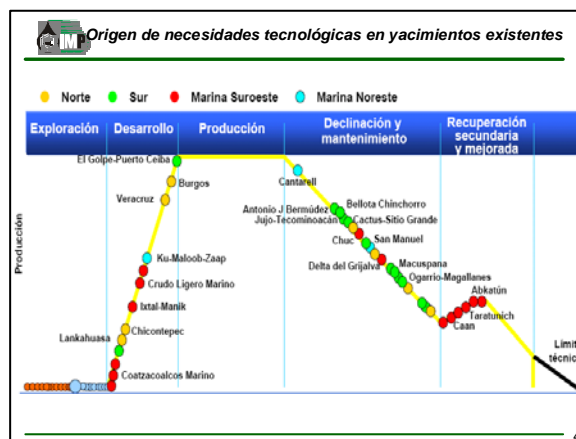 IMP
Origen de necesidades tecnológicas en yacimientos existentes
Norte Sur Marina Suroeste Marina Noreste
Exploración Desarrollo Producción Declinación y mantenimiento Recuperación secundaria y mejorada
El Golpe-Puerto Ceiba
Burgos
Veracruz
Ku-Maloob-Zaap
Crudo Ligero Marino
Ixtal-Manik
Chicontepec
Lankahuasa
Coatzacoalcos Marino
Cantarell
Bellota Chinchorro
Antonio J Bermúdez
Cactus-Sitio Grande
Jujo-Tecominoacán
Chuc
San Manuel
Delta del Grijalva
Macuspana
Ogarrio-Magallanes
Abkatún
Taratunich
Caan
Límit
técnic
Producción